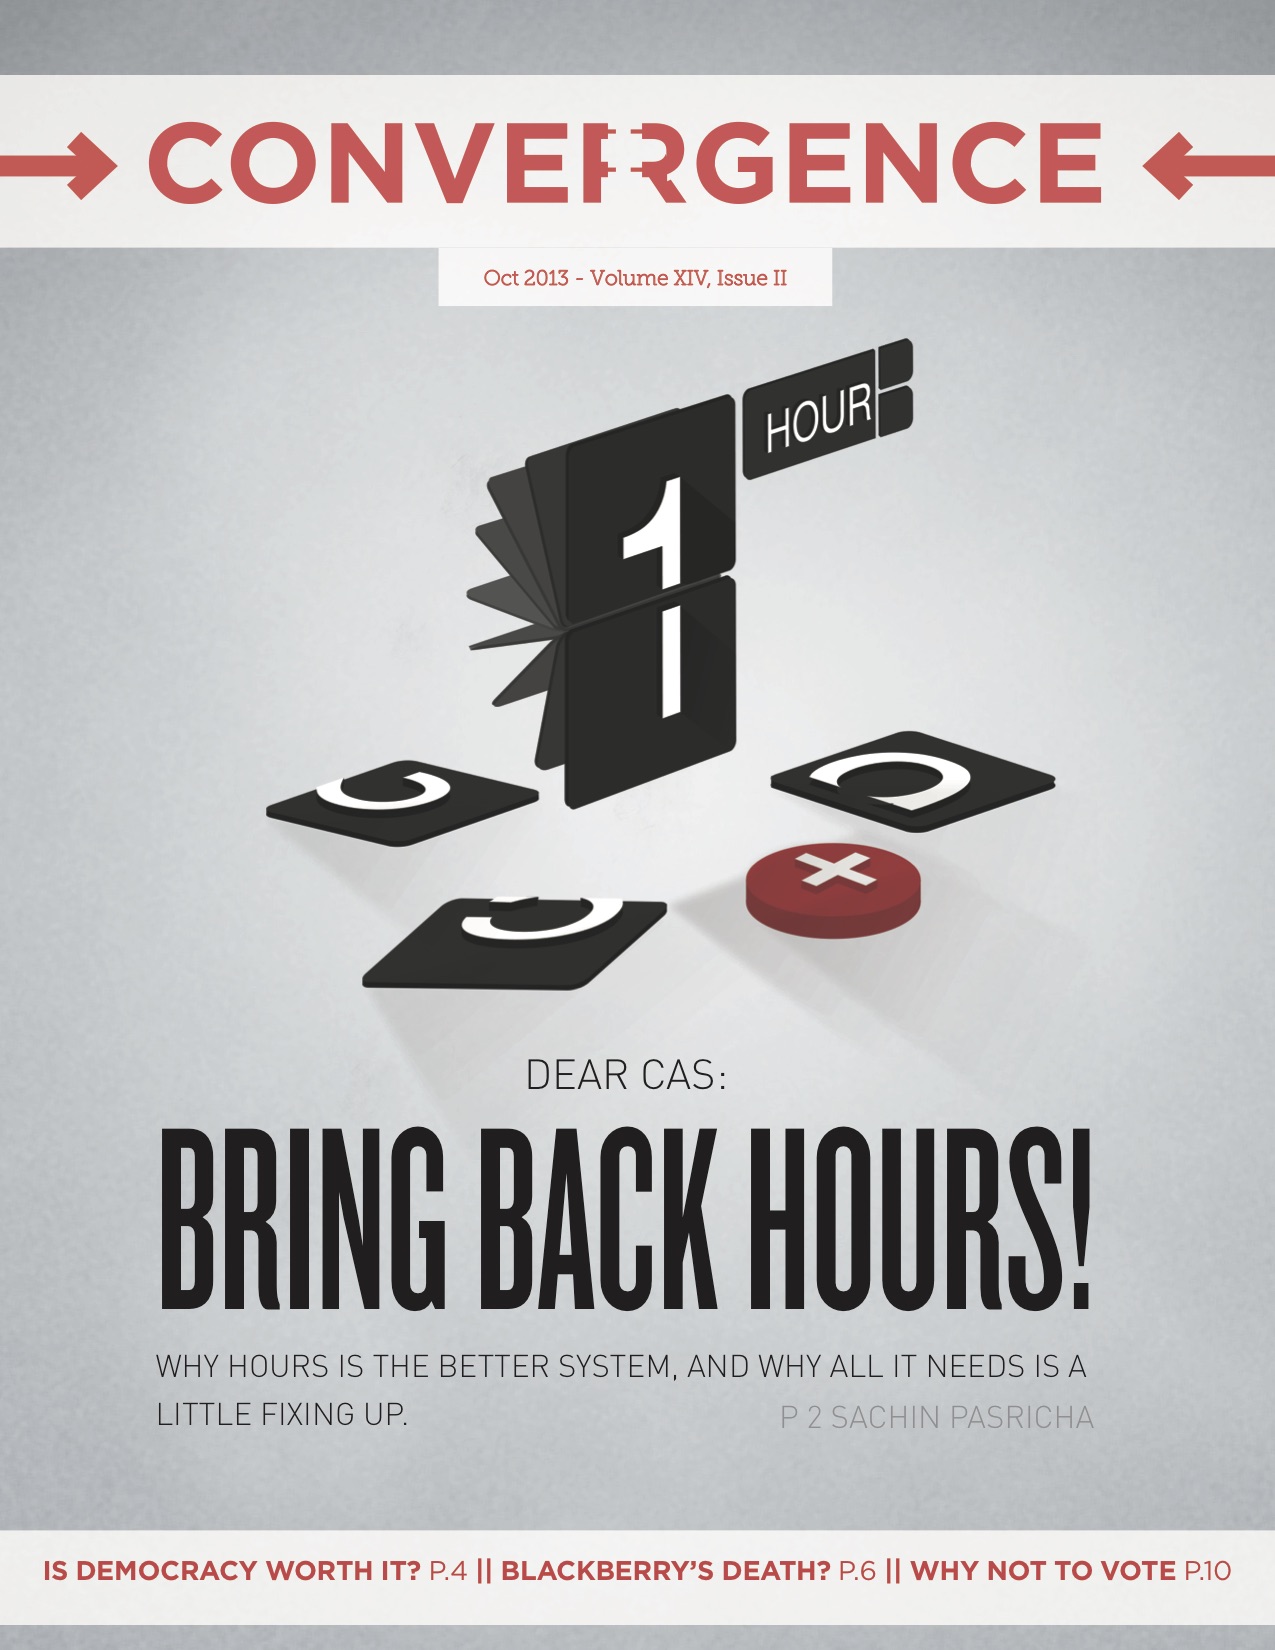 CONVERGENCE
Oct 2013 - Volume XIV, Issue II
HOUR
1
DEAR CAS:
BRING BACK HOURS!
WHY HOURS IS THE BETTER SYSTEM, AND WHY ALL IT NEEDS IS A
LITTLE FIXING UP.
P 2 SACHIN PASRICHA
IS DEMOCRACY WORTH IT? P.4 || BLACKBERRY'S DEATH? P.6 || WHY NOT TO VOTE P.10